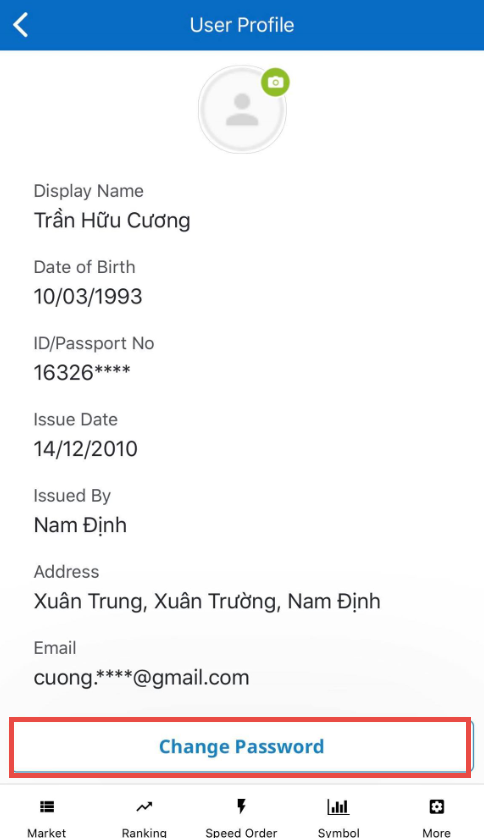 User Profile
Display Name
Trần Hữu Cương
Date of Birth
10/03/1993
ID/Passport No
16326****
Issue Date
14/12/2010
Issued By
Nam Định
Address
Xuân Trung, Xuân Trường, Nam Định
Email
cuong.****@gmail.com
Change Password
Market Ranking Speed Order Symbol More